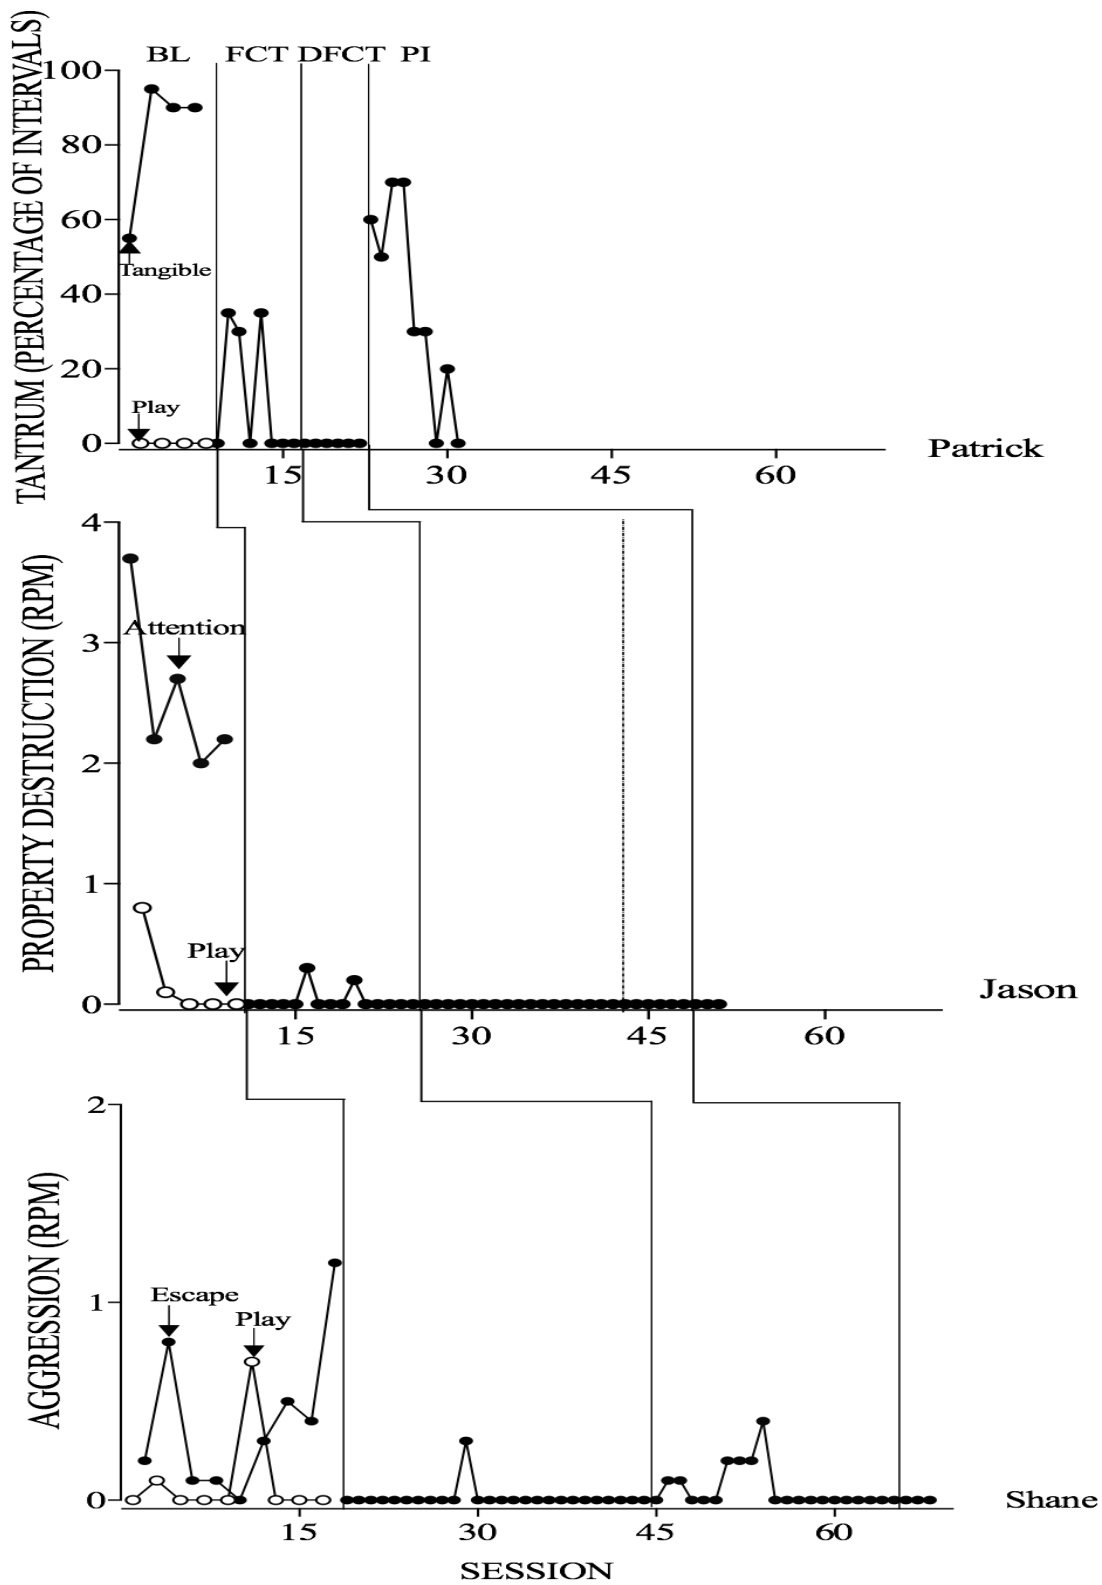 BL FCT DFCT PI
TANTRUM (PERCENTAGE OF INTERVALS)
100
80
60
40
20
0
Tangible
Play
15 30 45 60
Patrick
PROPERTY DESTRUCTION (RPM)
4
3
2
1
0
Attention
Play
15 30 45 60
Jason
AGGRESSION (RPM)
2
1
0
Escape
Play
15 30 45 60
Shane
SESSION